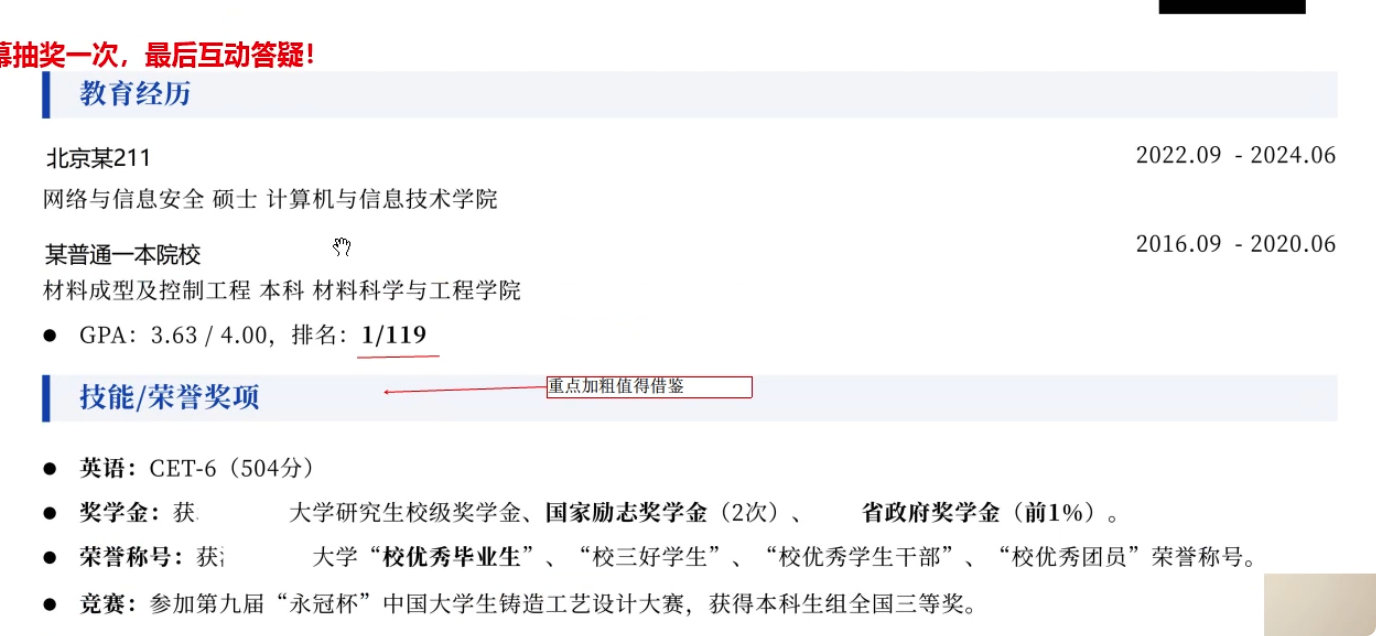 幕抽奖一次，最后互动答疑！
教育经历
北京某211 2022.09 - 2024.06
网络与信息安全 硕士 计算机与信息技术学院
某普通一本院校 2016.09 - 2020.06
材料成型及控制工程 本科 材料科学与工程学院
● GPA：3.63 / 4.00，排名：1/119
技能/荣誉奖项 重点加粗值得借鉴
● 英语：CET-6（504分）
● 奖学金：获 大学研究生校级奖学金、国家励志奖学金（2次）、 省政府奖学金（前1%）。
● 荣誉称号：获 大学“校优秀毕业生”、“校三好学生”、“校优秀学生干部”、“校优秀团员”荣誉称号。
● 竞赛：参加第九届“永冠杯”中国大学生铸造工艺设计大赛，获得本科生组全国三等奖。